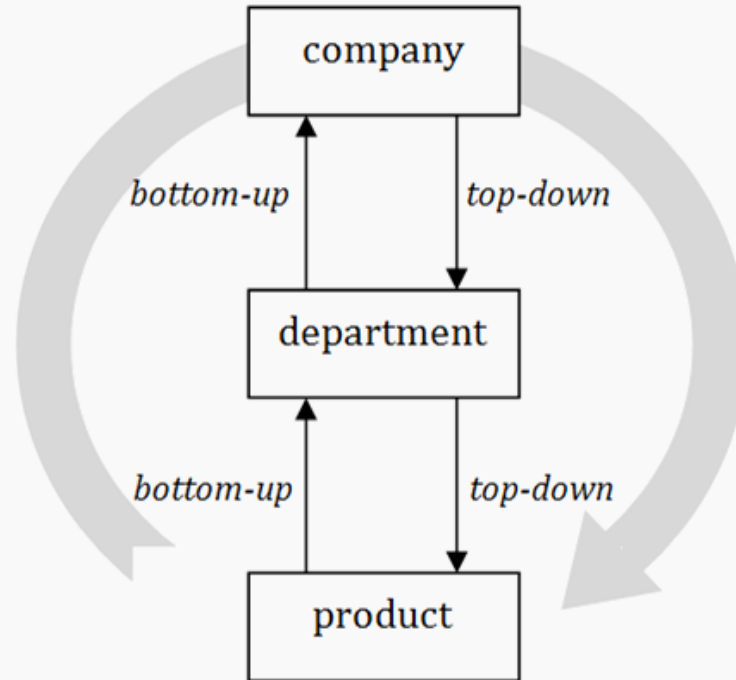 company
bottom-up
top-down
department
bottom-up
top-down
product